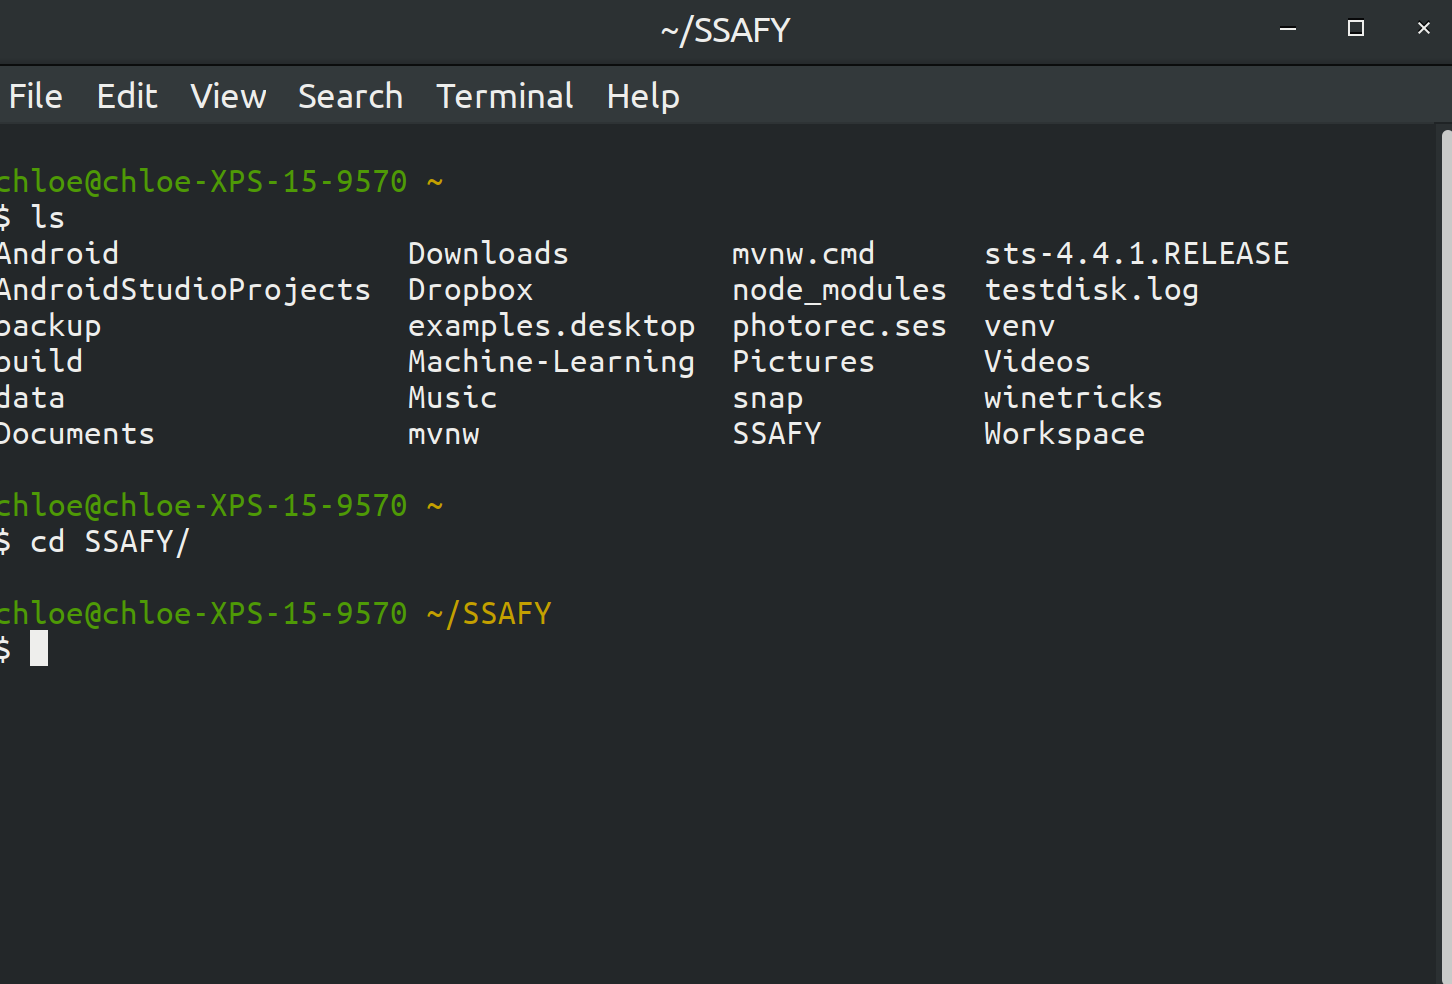 ~/SSAFY
File Edit View Search Terminal Help
chloe@chloe-XPS-15-9570 ~
$ ls
Android Downloads mvnw.cmd sts-4.4.1.RELEASE
AndroidStudioProjects Dropbox node_modules testdisk.log
backup examples.desktop photorec.ses venv
build Machine-Learning Pictures Videos
data Music snap winetricks
Documents mvnw SSAFY Workspace
chloe@chloe-XPS-15-9570 ~
$ cd SSAFY/
chloe@chloe-XPS-15-9570 ~/SSAFY
$